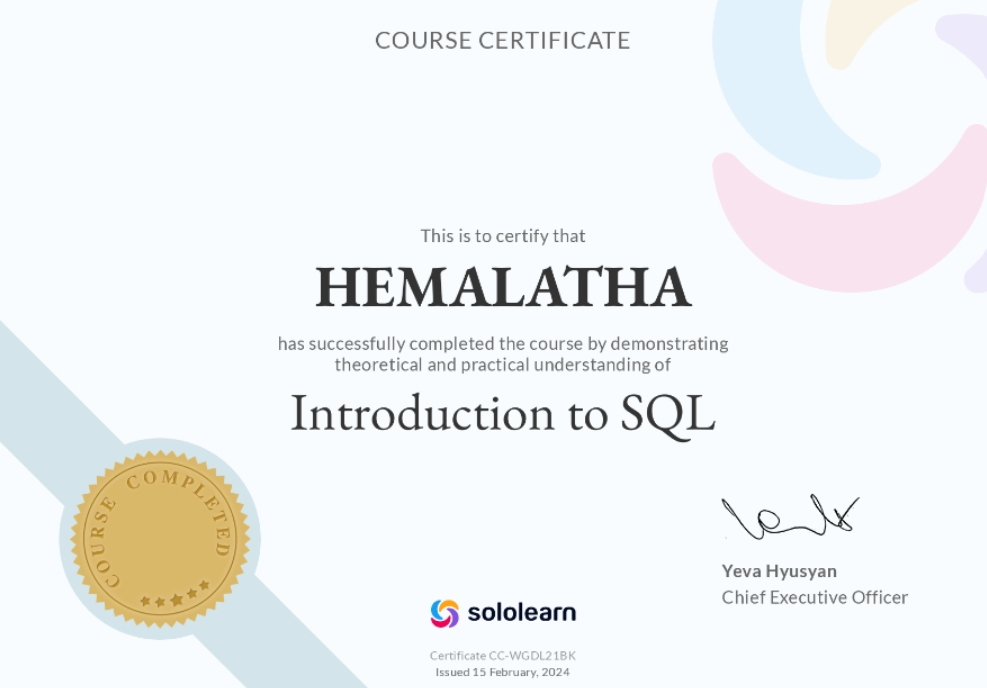 COURSE CERTIFICATE
This is to certify that
HEMALATHA
has successfully completed the course by demonstrating
theoretical and practical understanding of
Introduction to SQL
COURSE COMPLETED
Yeva Hyusyan
Chief Executive Officer
sololearn
Certificate CC-WGDL21BK
Issued 15 February, 2024